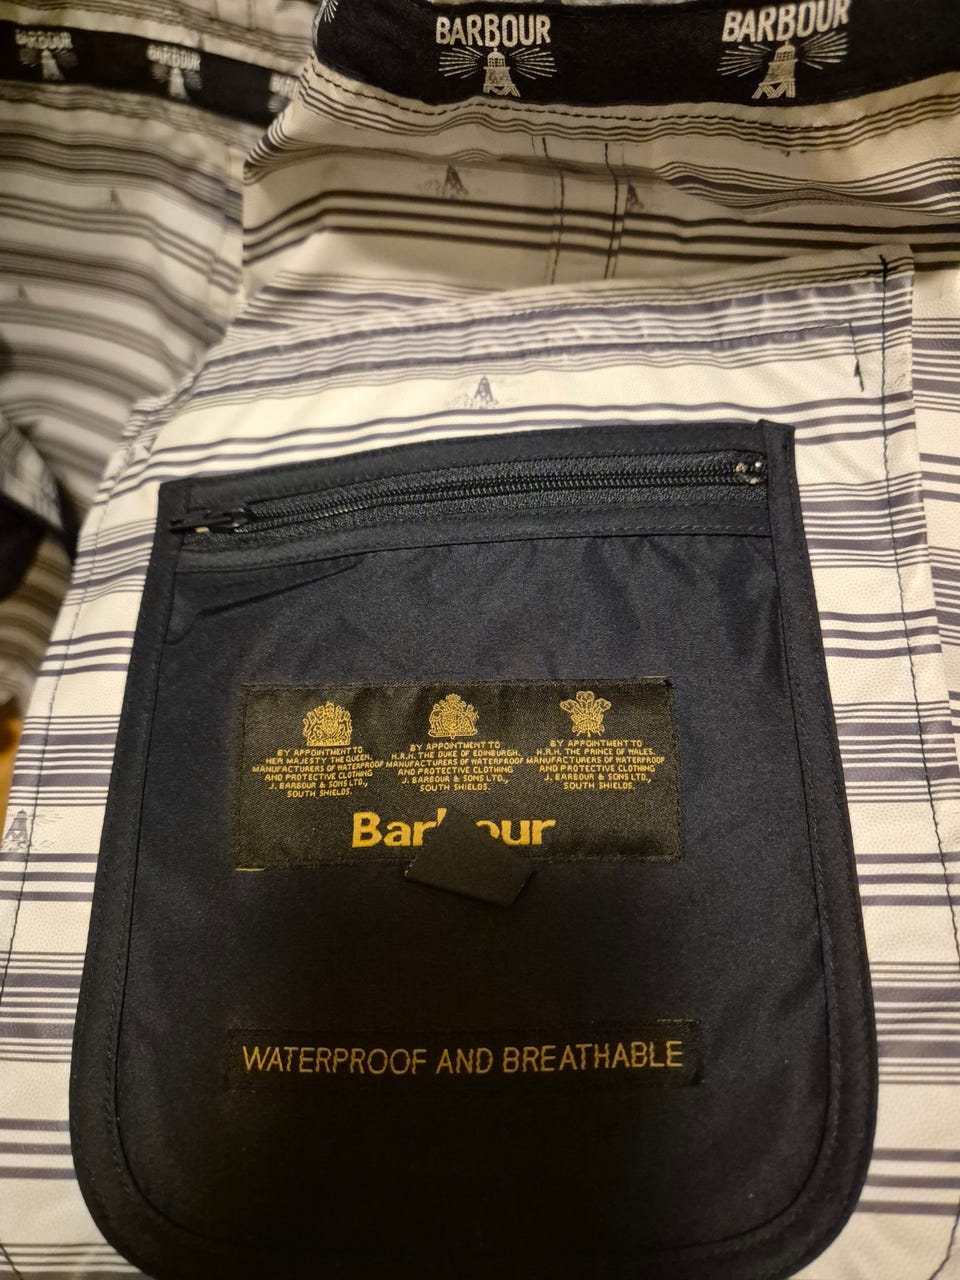 BARBOUR
BARBOUR
BARBOUR
BARBOUR
BY APPOINTMENT TO
HER MAJESTY THE QUEEN,
MANUFACTURERS OF WATERPROOF
AND PROTECTIVE CLOTHING
J. BARBOUR & SONS LTD.,
SOUTH SHIELDS.
BY APPOINTMENT TO
H.R.H. THE DUKE OF EDINBURGH,
MANUFACTURERS OF WATERPROOF
AND PROTECTIVE CLOTHING
J. BARBOUR & SONS LTD.,
SOUTH SHIELDS.
BY APPOINTMENT TO
H.R.H. THE PRINCE OF WALES,
MANUFACTURERS OF WATERPROOF
AND PROTECTIVE CLOTHING
J. BARBOUR & SONS LTD.,
SOUTH SHIELDS.
Barbour
WATERPROOF AND BREATHABLE